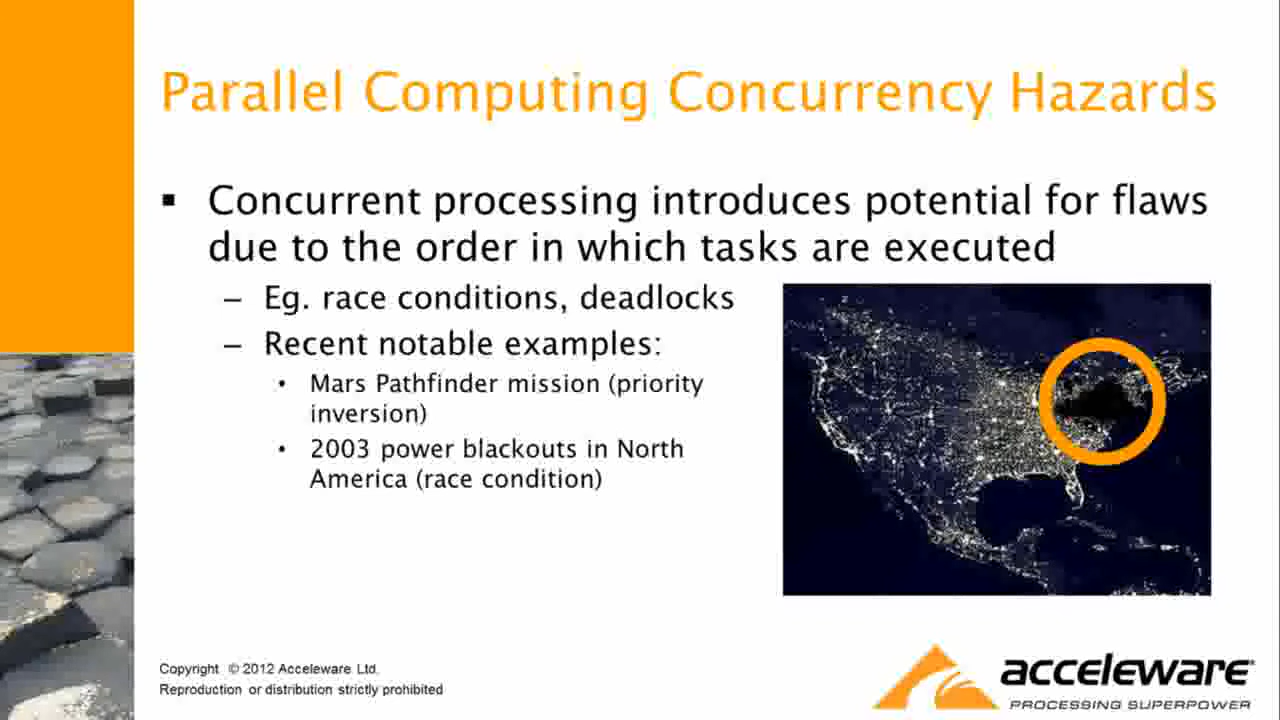 Parallel Computing Concurrency Hazards
▪ Concurrent processing introduces potential for flaws
due to the order in which tasks are executed
– Eg. race conditions, deadlocks
– Recent notable examples:
• Mars Pathfinder mission (priority
inversion)
• 2003 power blackouts in North
America (race condition)
Copyright © 2012 Acceleware Ltd.
Reproduction or distribution strictly prohibited
acceleware
PROCESSING SUPERPOWER